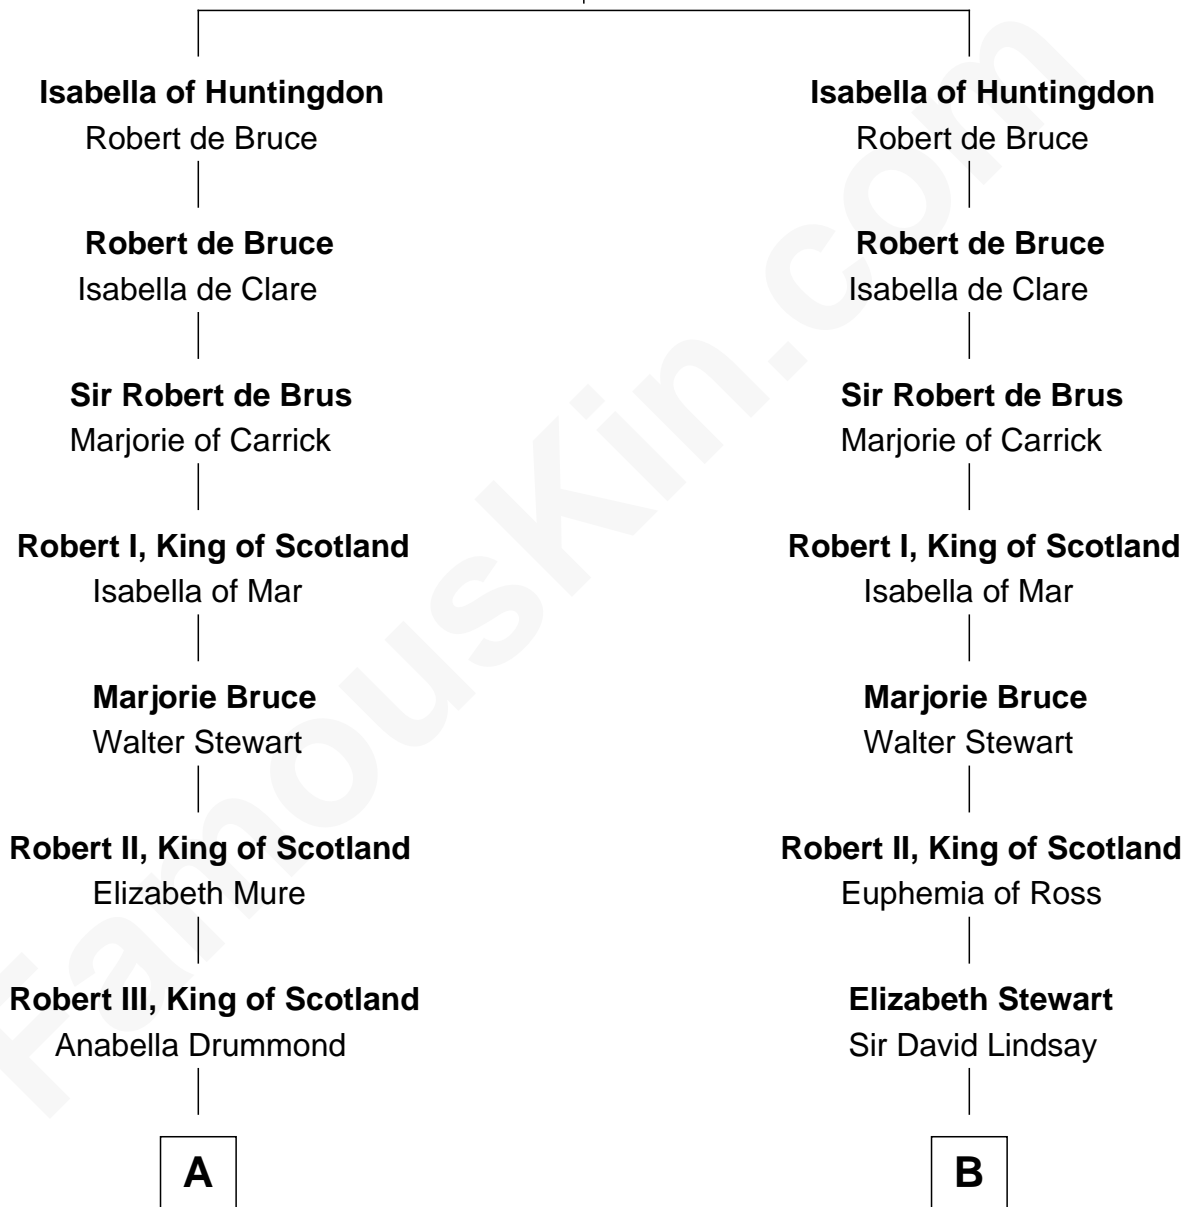 Isabella of Huntingdon
Robert de Bruce
Robert de Bruce
Isabella de Clare
Sir Robert de Brus
Marjorie of Carrick
Robert I, King of Scotland
Isabella of Mar
Marjorie Bruce
Walter Stewart
Robert II, King of Scotland
Elizabeth Mure
Robert III, King of Scotland
Anabella Drummond
A
Isabella of Huntingdon
Robert de Bruce
Robert de Bruce
Isabella de Clare
Sir Robert de Brus
Marjorie of Carrick
Robert I, King of Scotland
Isabella of Mar
Marjorie Bruce
Walter Stewart
Robert II, King of Scotland
Euphemia of Ross
Elizabeth Stewart
Sir David Lindsay
B
FamousKin.com